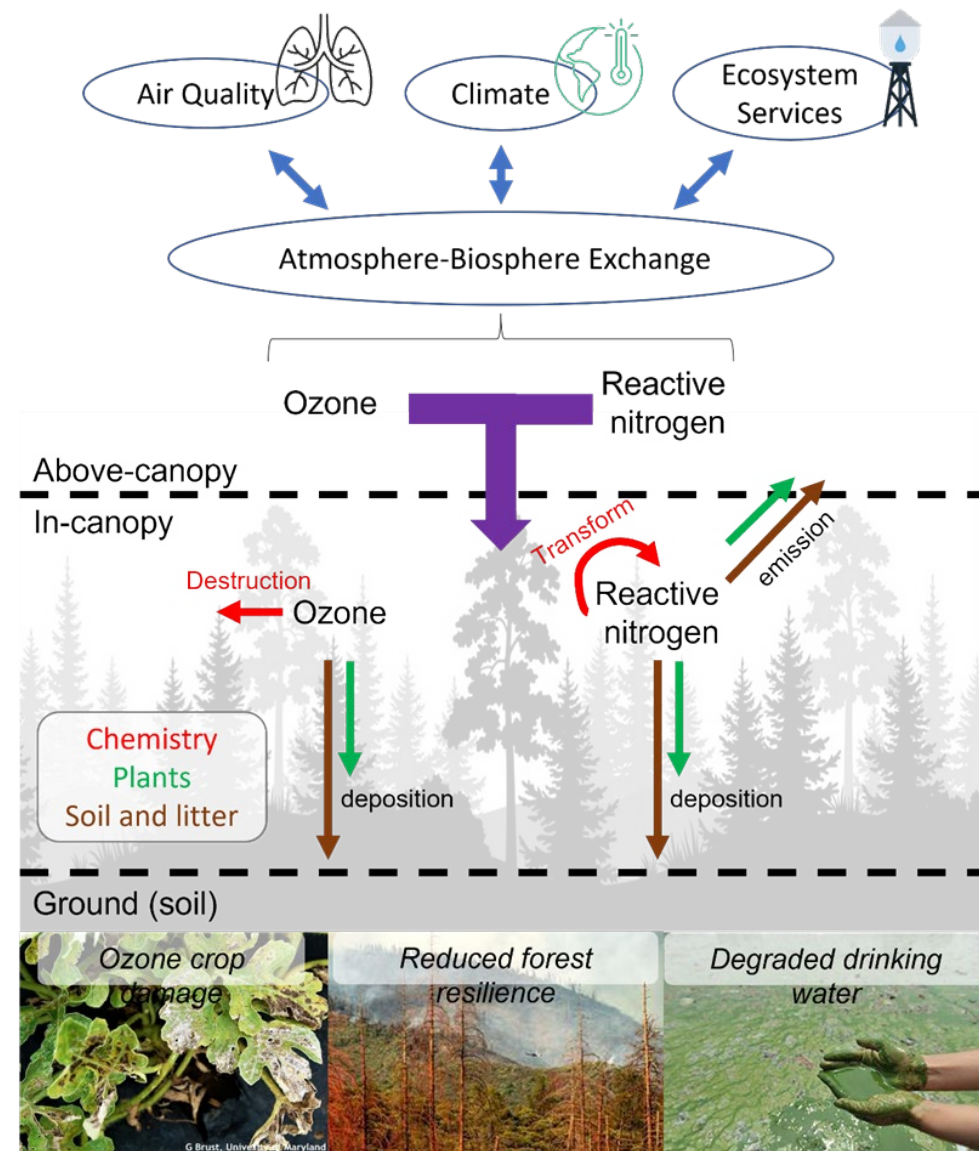 Air Quality
Climate
Ecosystem
Services
Atmosphere-Biosphere Exchange
Ozone
Reactive
nitrogen
Above-canopy
In-canopy
Transform
emission
Destruction
Ozone
Reactive
nitrogen
Chemistry
Plants
Soil and litter
deposition
deposition
Ground (soil)
Ozone crop
damage
Reduced forest
resilience
Degraded drinking
water
G Brust, University of Maryland